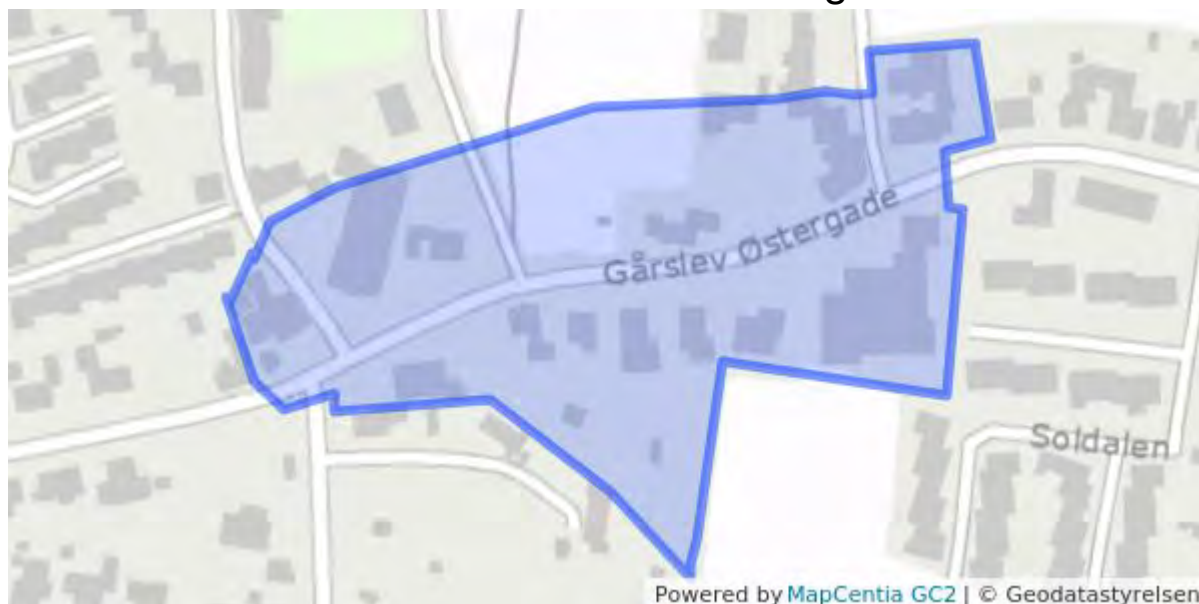 Gårslev Østergade
Soldalen
Powered by MapCentia GC2 | © Geodatastyrelsen